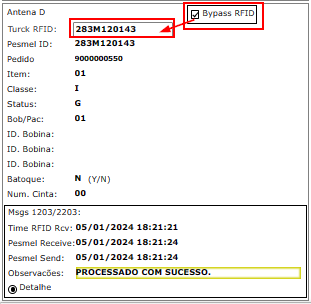 Antena D
Bypass RFID
Turck RFID: 283M120143
Pesmel ID: 283M120143
Pedido 9000000550
Item: 01
Classe: I
Status: G
Bob/Pac: 01
ID. Bobina:
ID. Bobina:
ID. Bobina:
Batoque: N (Y/N)
Num. Cinta: 00
Msgs 1203/2203:
Time RFID Rcv: 05/01/2024 18:21:21
Pesmel Receive: 05/01/2024 18:21:24
Pesmel Send: 05/01/2024 18:21:24
Observacões: PROCESSADO COM SUCESSO.
Detalhe